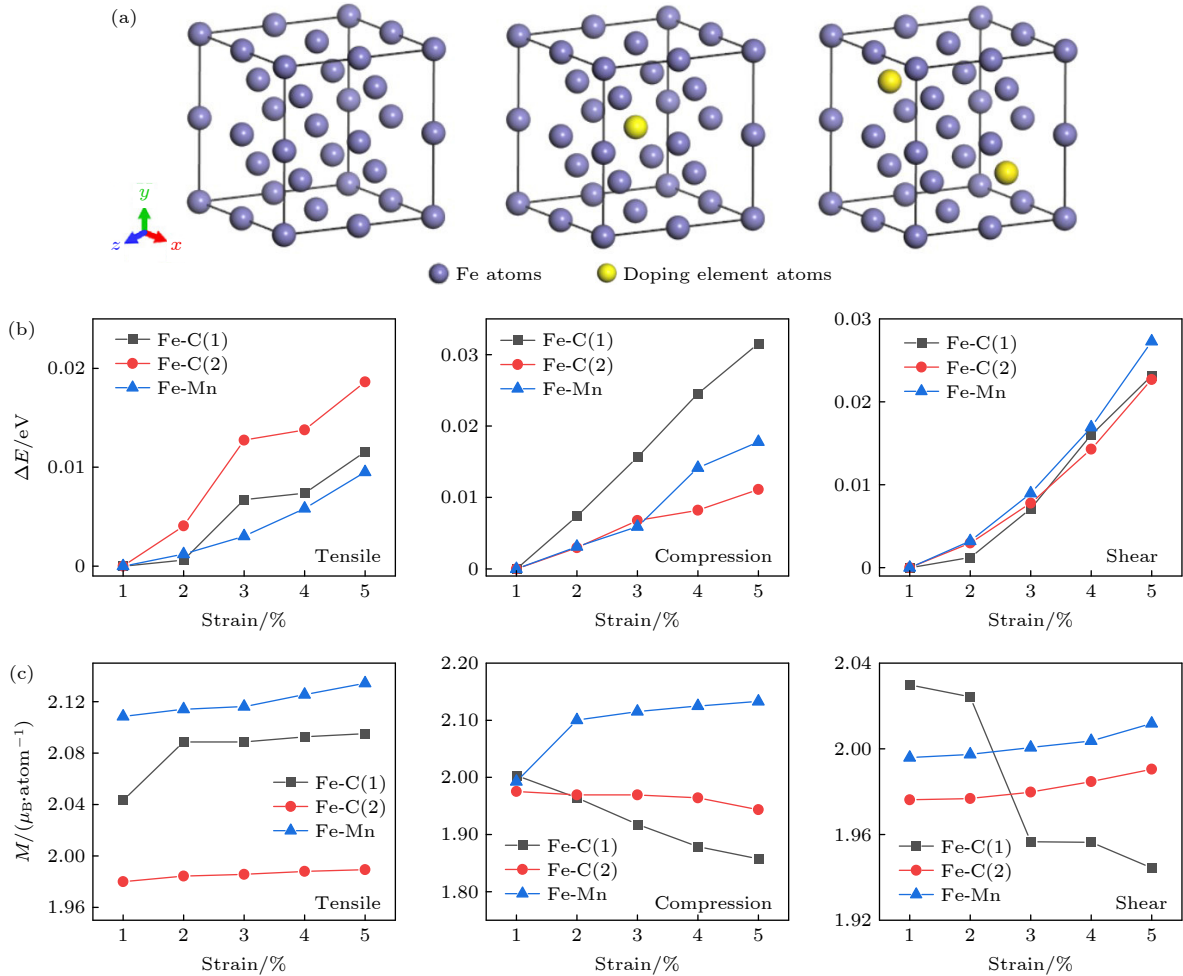 (a)
y
z
x
Fe atoms
Doping element atoms
(b)
Fe-C(1)
Fe-C(2)
Fe-Mn
0.02
0.01
0
ΔE/eV
Tensile
1 2 3 4 5
Strain/%
Fe-C(1)
Fe-C(2)
Fe-Mn
0.03
0.02
0.01
0
Compression
1 2 3 4 5
Strain/%
0.03
Fe-C(1)
Fe-C(2)
Fe-Mn
0.02
0.01
0
Shear
1 2 3 4 5
Strain/%
(c)
2.12
2.08
2.04
2.00
1.96
M/(μB·atom−1)
Fe-C(1)
Fe-C(2)
Fe-Mn
Tensile
1 2 3 4 5
Strain/%
2.20
2.10
2.00
1.90
1.80
Fe-C(1)
Fe-C(2)
Fe-Mn
Compression
1 2 3 4 5
Strain/%
2.04
2.00
1.96
1.92
Fe-C(1)
Fe-C(2)
Fe-Mn
Shear
1 2 3 4 5
Strain/%